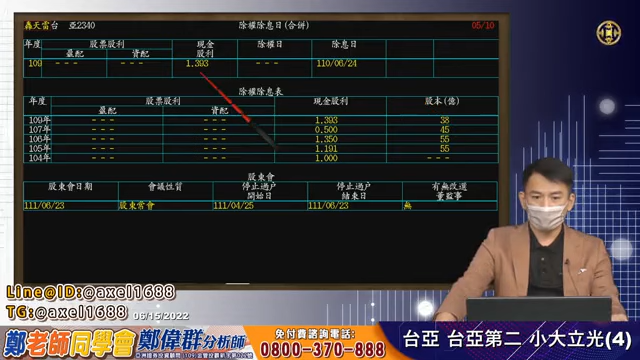 轟天雷台 亞2340 除權除息日(合併) 05/10
年度 股票股利 現金股利 除權日 除息日
盈配 資配
109 --- --- 1.393 --- 110/06/24
除權除息表
年度 股票股利 現金股利 股本(億)
盈配 資配
109年 --- --- 1.393 38
107年 --- --- 0.500 45
106年 --- --- 1.350 55
105年 --- --- 1.191 55
104年 --- --- 1.000
股東會
股東會日期 會議性質 停止過戶開始日 停止過戶結束日 有無改選董監事
111/06/23 股東常會 111/04/25 111/06/23 無
Line@ID:@axel1688
TG:@axel1688
06/15/2022
鄭老師同學會 鄭偉群分析師
免付費諮詢電話:
0800-370-888
台亞 台亞第二 小大立光(4)